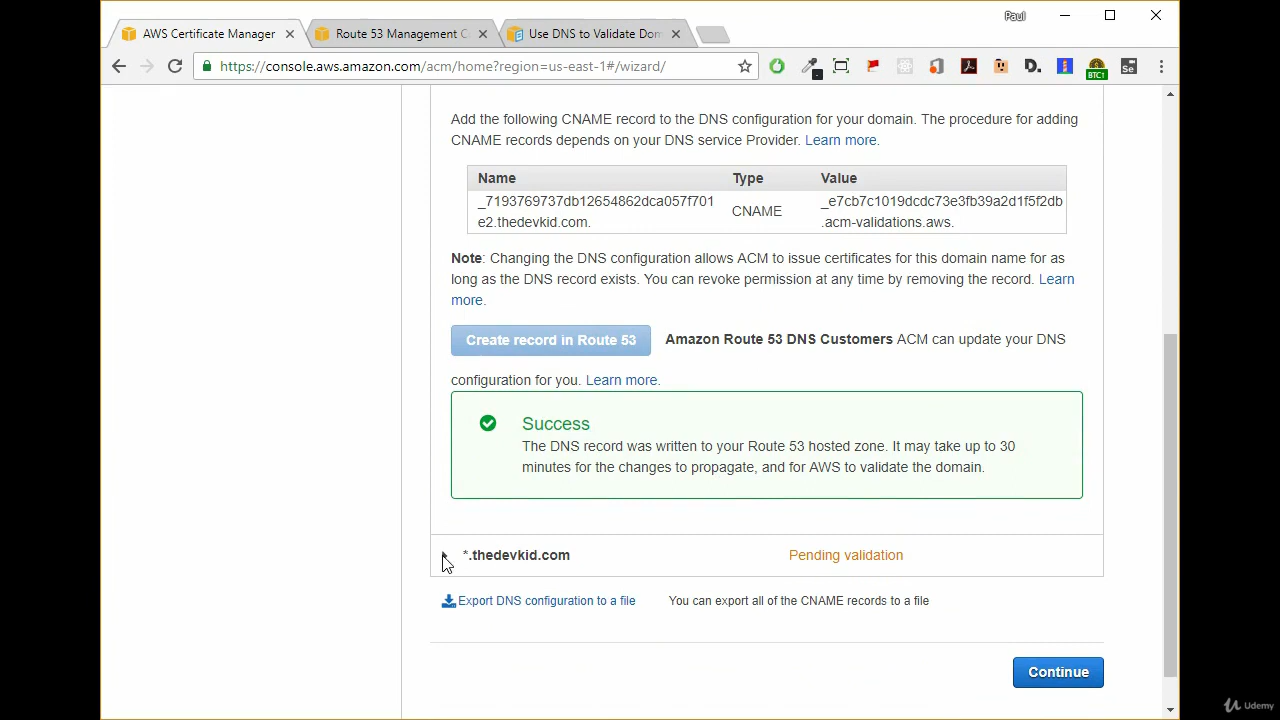 Paul
AWS Certificate Manager
Route 53 Management C
Use DNS to Validate Dom
https://console.aws.amazon.com/acm/home?region=us-east-1#/wizard/
D.
BTC1
Se
Add the following CNAME record to the DNS configuration for your domain. The procedure for adding
CNAME records depends on your DNS service Provider. Learn more.
Name Type Value
_7193769737db12654862dca057f701 CNAME _e7cb7c1019dcdc73e3fb39a2d1f5f2db
e2.thedevkid.com. .acm-validations.aws.
Note: Changing the DNS configuration allows ACM to issue certificates for this domain name for as
long as the DNS record exists. You can revoke permission at any time by removing the record. Learn
more.
Create record in Route 53 Amazon Route 53 DNS Customers ACM can update your DNS
configuration for you. Learn more.
Success
The DNS record was written to your Route 53 hosted zone. It may take up to 30
minutes for the changes to propagate, and for AWS to validate the domain.
*.thedevkid.com Pending validation
Export DNS configuration to a file You can export all of the CNAME records to a file
Continue
Udemy